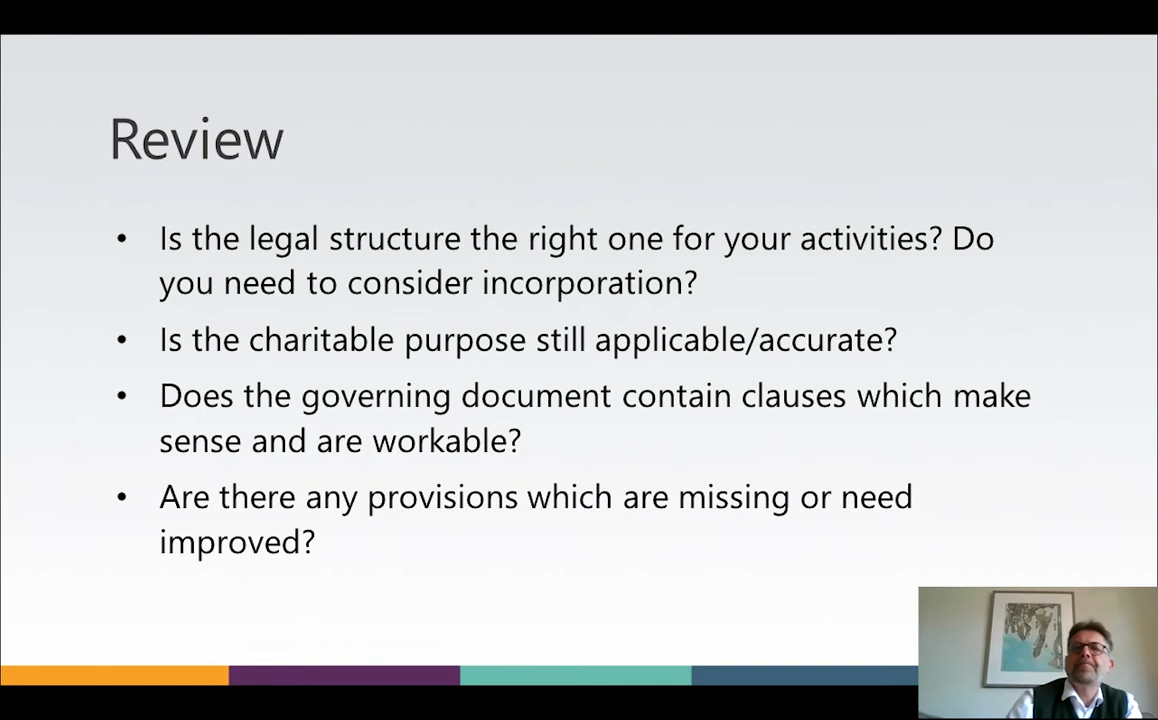 Review
• Is the legal structure the right one for your activities? Do
you need to consider incorporation?
• Is the charitable purpose still applicable/accurate?
• Does the governing document contain clauses which make
sense and are workable?
• Are there any provisions which are missing or need
improved?